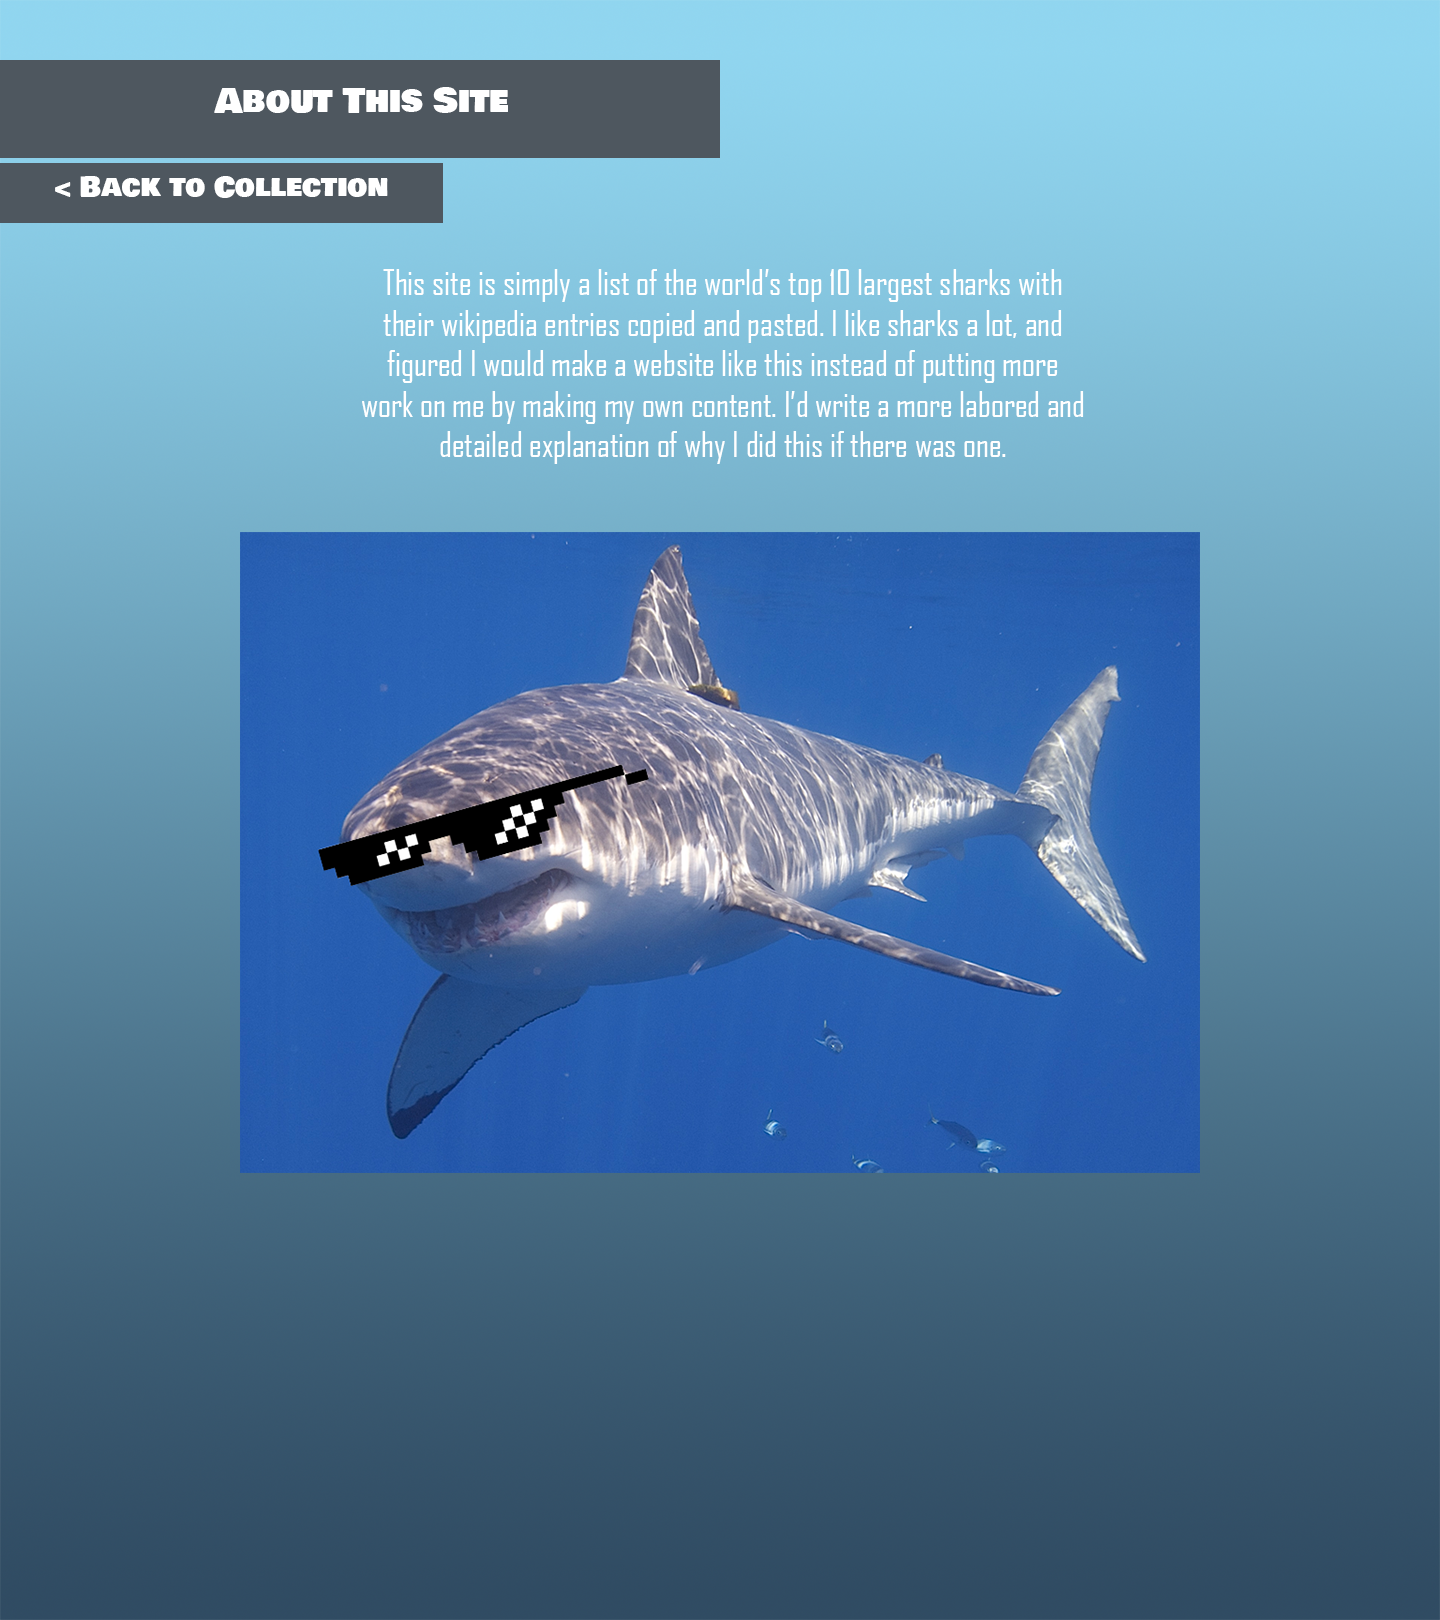 About This Site
< Back to Collection
This site is simply a list of the world's top 10 largest sharks with
their wikipedia entries copied and pasted. I like sharks a lot, and
figured I would make a website like this instead of putting more
work on me by making my own content. I'd write a more labored and
detailed explanation of why I did this if there was one.